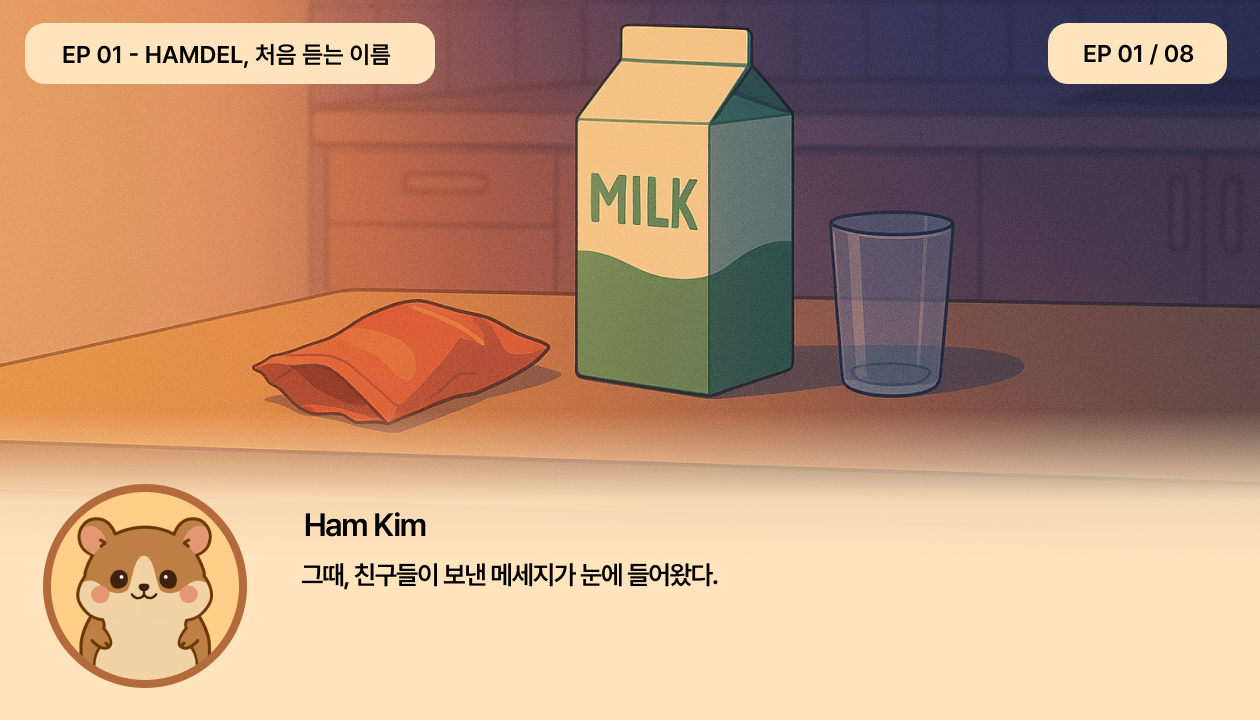 EP 01 - HAMDEL, 처음 듣는 이름
EP 01 / 08
MILK
Ham Kim
그때, 친구들이 보낸 메세지가 눈에 들어왔다.